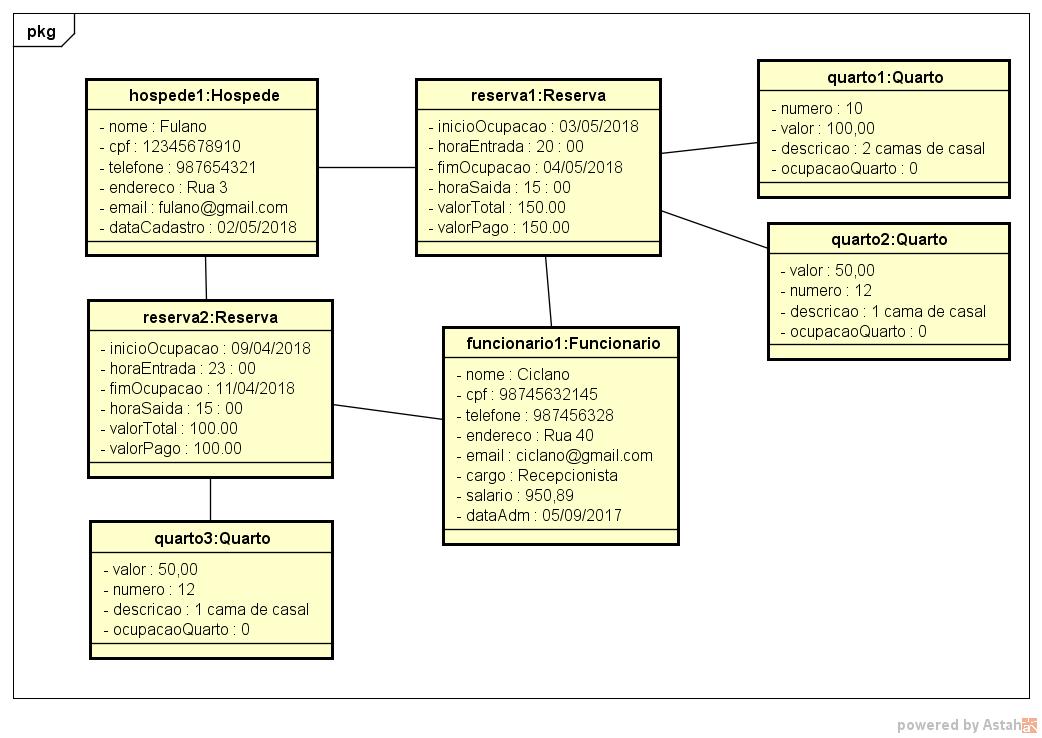 pkg
hospede1:Hospede
- nome : Fulano
- cpf : 12345678910
- telefone : 987654321
- endereco : Rua 3
- email : fulano@gmail.com
- dataCadastro : 02/05/2018
reserva1:Reserva
- inicioOcupacao : 03/05/2018
- horaEntrada : 20 : 00
- fimOcupacao : 04/05/2018
- horaSaida : 15 : 00
- valorTotal : 150.00
- valorPago : 150.00
quarto1:Quarto
- numero : 10
- valor : 100,00
- descricao : 2 camas de casal
- ocupacaoQuarto : 0
quarto2:Quarto
- valor : 50,00
- numero : 12
- descricao : 1 cama de casal
- ocupacaoQuarto : 0
reserva2:Reserva
- inicioOcupacao : 09/04/2018
- horaEntrada : 23 : 00
- fimOcupacao : 11/04/2018
- horaSaida : 15 : 00
- valorTotal : 100.00
- valorPago : 100.00
funcionario1:Funcionario
- nome : Ciclano
- cpf : 98745632145
- telefone : 987456328
- endereco : Rua 40
- email : ciclano@gmail.com
- cargo : Recepcionista
- salario : 950,89
- dataAdm : 05/09/2017
quarto3:Quarto
- valor : 50,00
- numero : 12
- descricao : 1 cama de casal
- ocupacaoQuarto : 0
powered by Astah